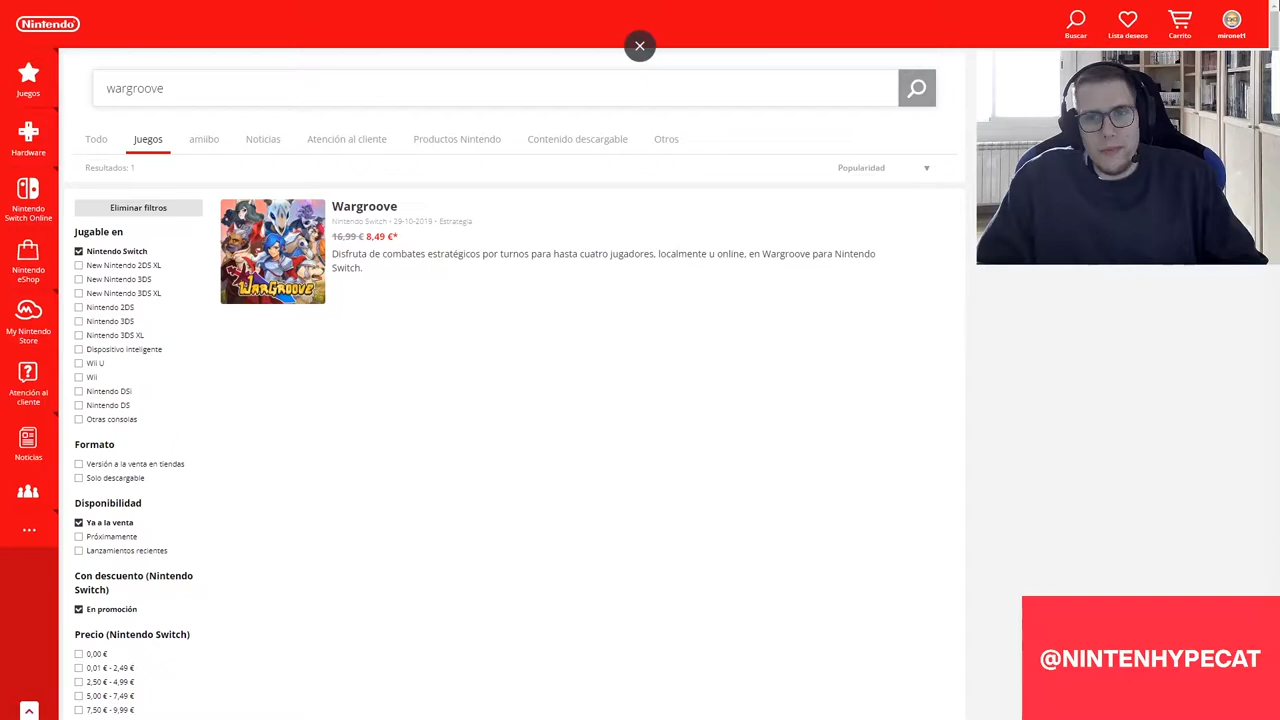 Nintendo
Buscar
Lista deseos
Carrito
mironet1
Juegos
Hardware
Nintendo
Switch Online
Nintendo
eShop
My Nintendo
Store
Atención al
cliente
Noticias
...
wargroove
Todo
Juegos
amiibo
Noticias
Atención al cliente
Productos Nintendo
Contenido descargable
Otros
Resultados: 1
Popularidad
Eliminar filtros
Jugable en
Nintendo Switch
New Nintendo 2DS XL
New Nintendo 3DS
New Nintendo 3DS XL
Nintendo 2DS
Nintendo 3DS
Nintendo 3DS XL
Dispositivo inteligente
Wii U
Wii
Nintendo DSi
Nintendo DS
Otras consolas
Formato
Versión a la venta en tiendas
Solo descargable
Disponibilidad
Ya a la venta
Próximamente
Lanzamientos recientes
Con descuento (Nintendo
Switch)
En promoción
Precio (Nintendo Switch)
0,00 €
0,01 € - 2,49 €
2,50 € - 4,99 €
5,00 € - 7,49 €
7,50 € - 9,99 €
WARGROOVE
Wargroove
Nintendo Switch - 29-10-2019 - Estrategia
16,99 € 8,49 €*
Disfruta de combates estratégicos por turnos para hasta cuatro jugadores, localmente u online, en Wargroove para Nintendo
Switch.
@NINTENHYPECAT